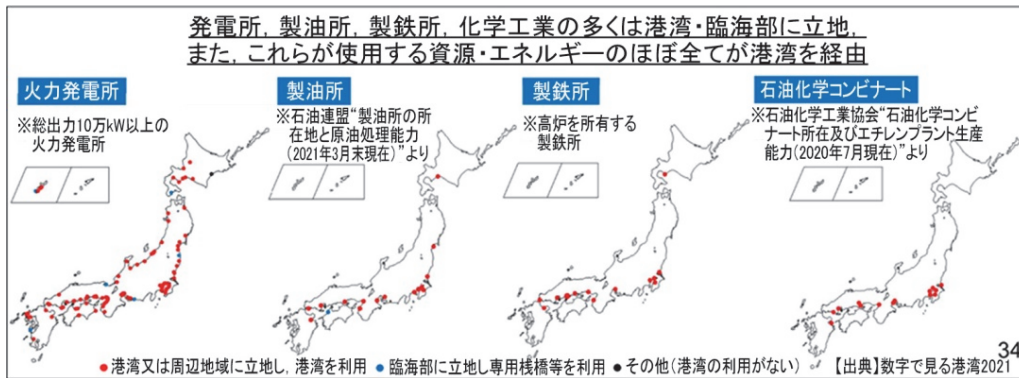 発電所，製油所，製鉄所，化学工業の多くは港湾・臨海部に立地，
また，これらが使用する資源・エネルギーのほぼ全てが港湾を経由
火力発電所
※総出力10万kW以上の
火力発電所
製油所
※石油連盟“製油所の所
在地と原油処理能力
(2021年3月末現在)”より
製鉄所
※高炉を所有する
製鉄所
石油化学コンビナート
※石油化学工業協会“石油化学コンビ
ナート所在及びエチレンプラント生産
能力(2020年7月現在)”より
●港湾又は周辺地域に立地し，港湾を利用 ●臨海部に立地し専用桟橋等を利用 ●その他(港湾の利用がない) 【出典】数字で見る港湾2021
34